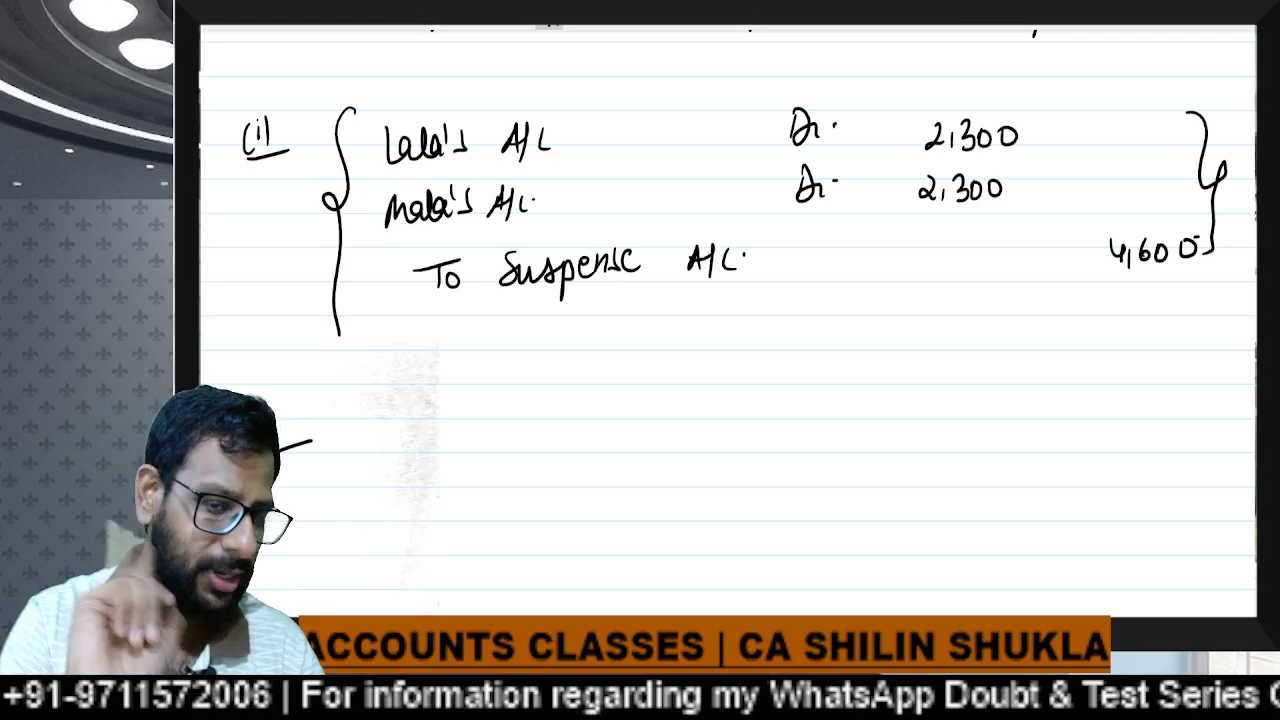 (i) Lala's A/C Dr. 2,300
Mala's A/C. Dr. 2,300
To Suspense A/C. 4,600
ACCOUNTS CLASSES | CA SHILIN SHUKLA
+91-9711572006 | For information regarding my WhatsApp Doubt & Test Series